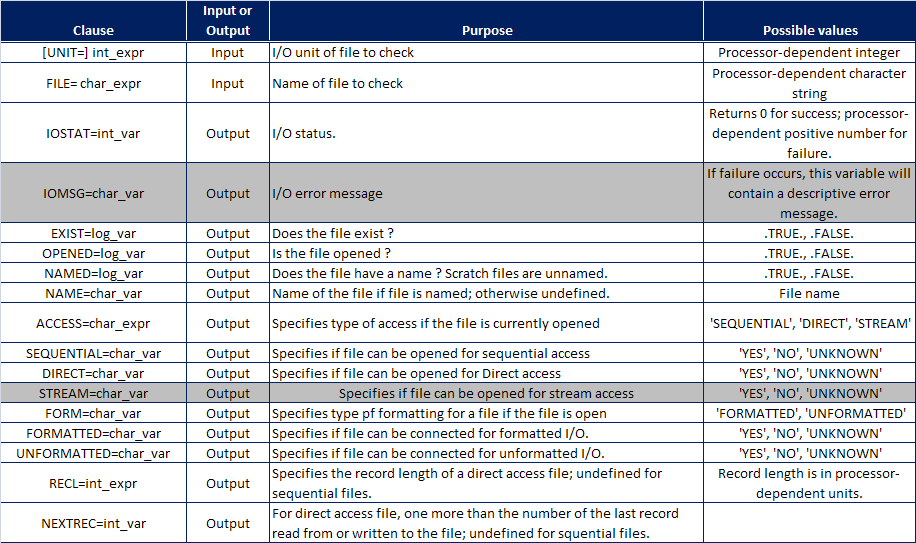 Clause Input or Output Purpose Possible values
[UNIT=] int_expr Input I/O unit of file to check Processor-dependent integer
FILE= char_expr Input Name of file to check Processor-dependent character
string
IOSTAT=int_var Output I/O status. Returns 0 for success; processor-
dependent positive number for
failure.
IOMSG=char_var Output I/O error message If failure occurs, this variable will
contain a descriptive error
message.
EXIST=log_var Output Does the file exist ? .TRUE., .FALSE.
OPENED=log_var Output Is the file opened ? .TRUE., .FALSE.
NAMED=log_var Output Does the file have a name ? Scratch files are unnamed. .TRUE., .FALSE.
NAME=char_var Output Name of the file if file is named; otherwise undefined. File name
ACCESS=char_expr Output Specifies type of access if the file is currently opened 'SEQUENTIAL', 'DIRECT', 'STREAM'
SEQUENTIAL=char_var Output Specifies if file can be opened for sequential access 'YES', 'NO', 'UNKNOWN'
DIRECT=char_var Output Specifies if file can be opened for Direct access 'YES', 'NO', 'UNKNOWN'
STREAM=char_var Output Specifies if file can be opened for stream access 'YES', 'NO', 'UNKNOWN'
FORM=char_var Output Specifies type pf formatting for a file if the file is open 'FORMATTED', 'UNFORMATTED'
FORMATTED=char_var Output Specifies if file can be connected for formatted I/O. 'YES', 'NO', 'UNKNOWN'
UNFORMATTED=char_var Output Specifies if file can be connected for unformatted I/O. 'YES', 'NO', 'UNKNOWN'
RECL=int_expr Output Specifies the record length of a direct access file; undefined for
sequential files. Record length is in processor-
dependent units.
NEXTREC=int_var Output For direct access file, one more than the number of the last record
read from or written to the file; undefined for squential files.